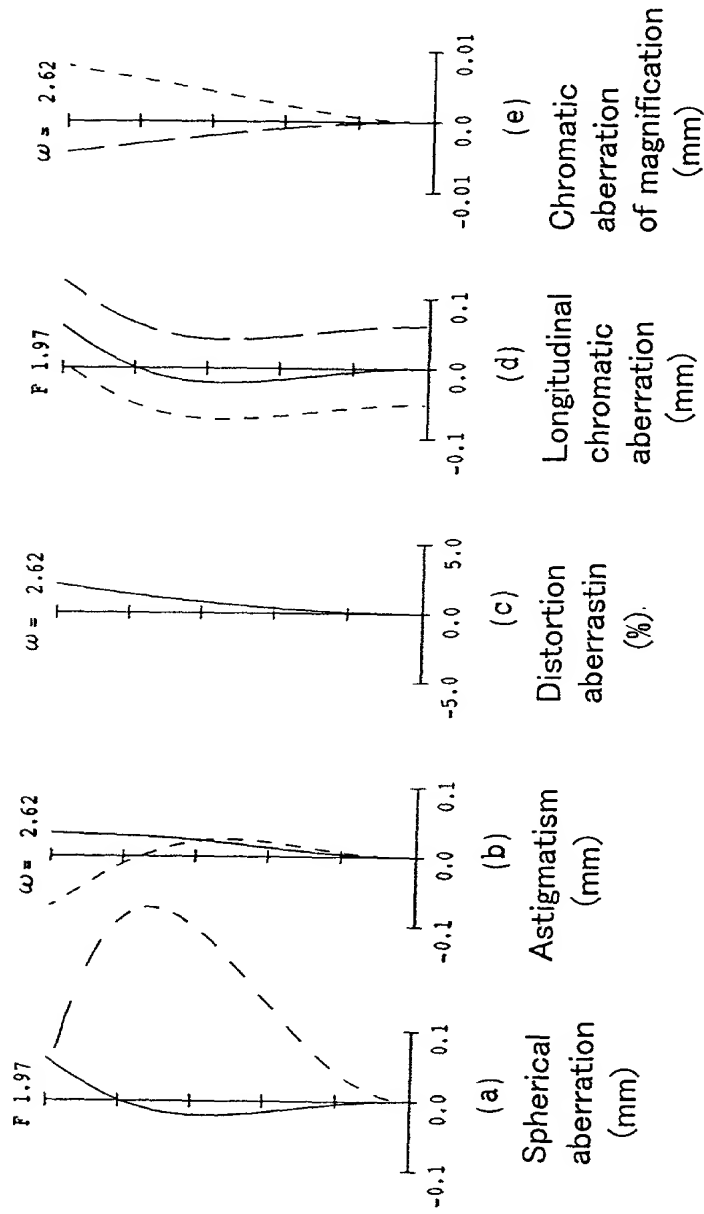 F 1.97
-0.1 0.0 0.1
(a)
Spherical
aberration
(mm)
ω= 2.62
-0.1 0.0 0.1
(b)
Astigmatism
(mm)
ω= 2.62
-5.0 0.0 5.0
(c)
Distortion
aberrastin
(%).
F 1.97
-0.1 0.0 0.1
(d)
Longitudinal
chromatic
aberration
(mm)
ω= 2.62
-0.01 0.0 0.01
(e)
Chromatic
aberration
of magnification
(mm)